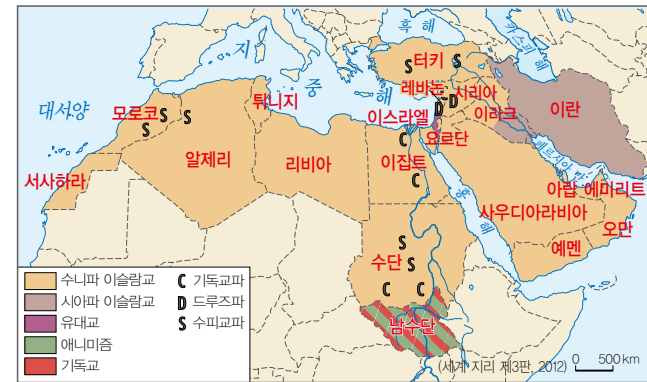 흑 해
카스피 해
지
중
해
대서양
터키
레바논
시리아
이스라엘
이라크
이란
요르단
모로코
튀니지
서사하라
알제리
리비아
이집트
페르시아 만
아랍 에미리트
사우디아라비아
오만
예멘
홍 해
수단
남수단
S S
S S
S
D D
C
C
S
S
C C
수니파 이슬람교 C 기독교파
시아파 이슬람교 D 드루즈파
유대교 S 수피교파
애니미즘
기독교
(세계 지리 제3판, 2012) 0 500 km